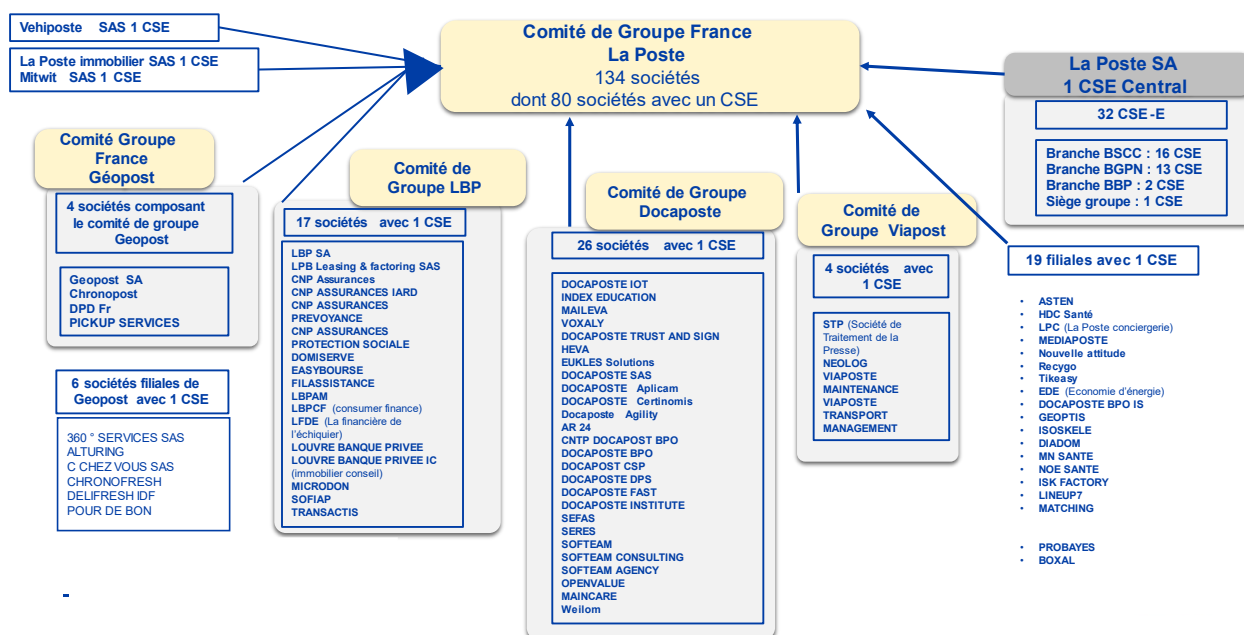 Vehiposte SAS 1 CSE
La Poste immobilier SAS 1 CSE
Mitwit SAS 1 CSE
Comité de Groupe France
La Poste
134 sociétés
dont 80 sociétés avec un CSE
La Poste SA
1 CSE Central
32 CSE-E
Branche BSCC : 16 CSE
Branche BGPN : 13 CSE
Branche BBP : 2 CSE
Siège groupe : 1 CSE
Comité Groupe
France
Géopost
4 sociétés composant
le comité de groupe
Geopost
Geopost SA
Chronopost
DPD Fr
PICKUP SERVICES
6 sociétés filiales de
Geopost avec 1 CSE
360 ° SERVICES SAS
ALTURING
C CHEZ VOUS SAS
CHRONOFRESH
DELIFRESH IDF
POUR DE BON
Comité de
Groupe LBP
17 sociétés avec 1 CSE
LBP SA
LPB Leasing & factoring SAS
CNP Assurances
CNP ASSURANCES IARD
CNP ASSURANCES
PREVOYANCE
CNP ASSURANCES
PROTECTION SOCIALE
DOMISERVE
EASYBOURSE
FILASSISTANCE
LBPAM
LBPCF (consumer finance)
LFDE (La financière de
l'échiquier)
LOUVRE BANQUE PRIVEE
LOUVRE BANQUE PRIVEE IC
(immobilier conseil)
MICRODON
SOFIAP
TRANSACTIS
Comité de Groupe
Docaposte
26 sociétés avec 1 CSE
DOCAPOSTE IOT
INDEX EDUCATION
MAILEVA
VOXALY
DOCAPOSTE TRUST AND SIGN
HEVA
EUKLES Solutions
DOCAPOSTE SAS
DOCAPOSTE Aplicam
DOCAPOSTE Certinomis
Docaposte Agility
AR 24
CNTP DOCAPOST BPO
DOCAPOSTE BPO
DOCAPOST CSP
DOCAPOSTE DPS
DOCAPOSTE FAST
DOCAPOSTE INSTITUTE
SEFAS
SERES
SOFTEAM
SOFTEAM CONSULTING
SOFTEAM AGENCY
OPENVALUE
MAINCARE
Weilom
Comité de
Groupe Viapost
4 sociétés avec
1 CSE
STP (Société de
Traitement de la
Presse)
NEOLOG
VIAPOSTE
MAINTENANCE
VIAPOSTE
TRANSPORT
MANAGEMENT
19 filiales avec 1 CSE
• ASTEN
• HDC Santé
• LPC (La Poste conciergerie)
• MEDIAPOSTE
• Nouvelle attitude
• Recygo
• Tikeasy
• EDE (Economie d'énergie)
• DOCAPOSTE BPO IS
• GEOPTIS
• ISOSKELE
• DIADOM
• MN SANTE
• NOE SANTE
• ISK FACTORY
• LINEUP7
• MATCHING
• PROBAYES
• BOXAL
-